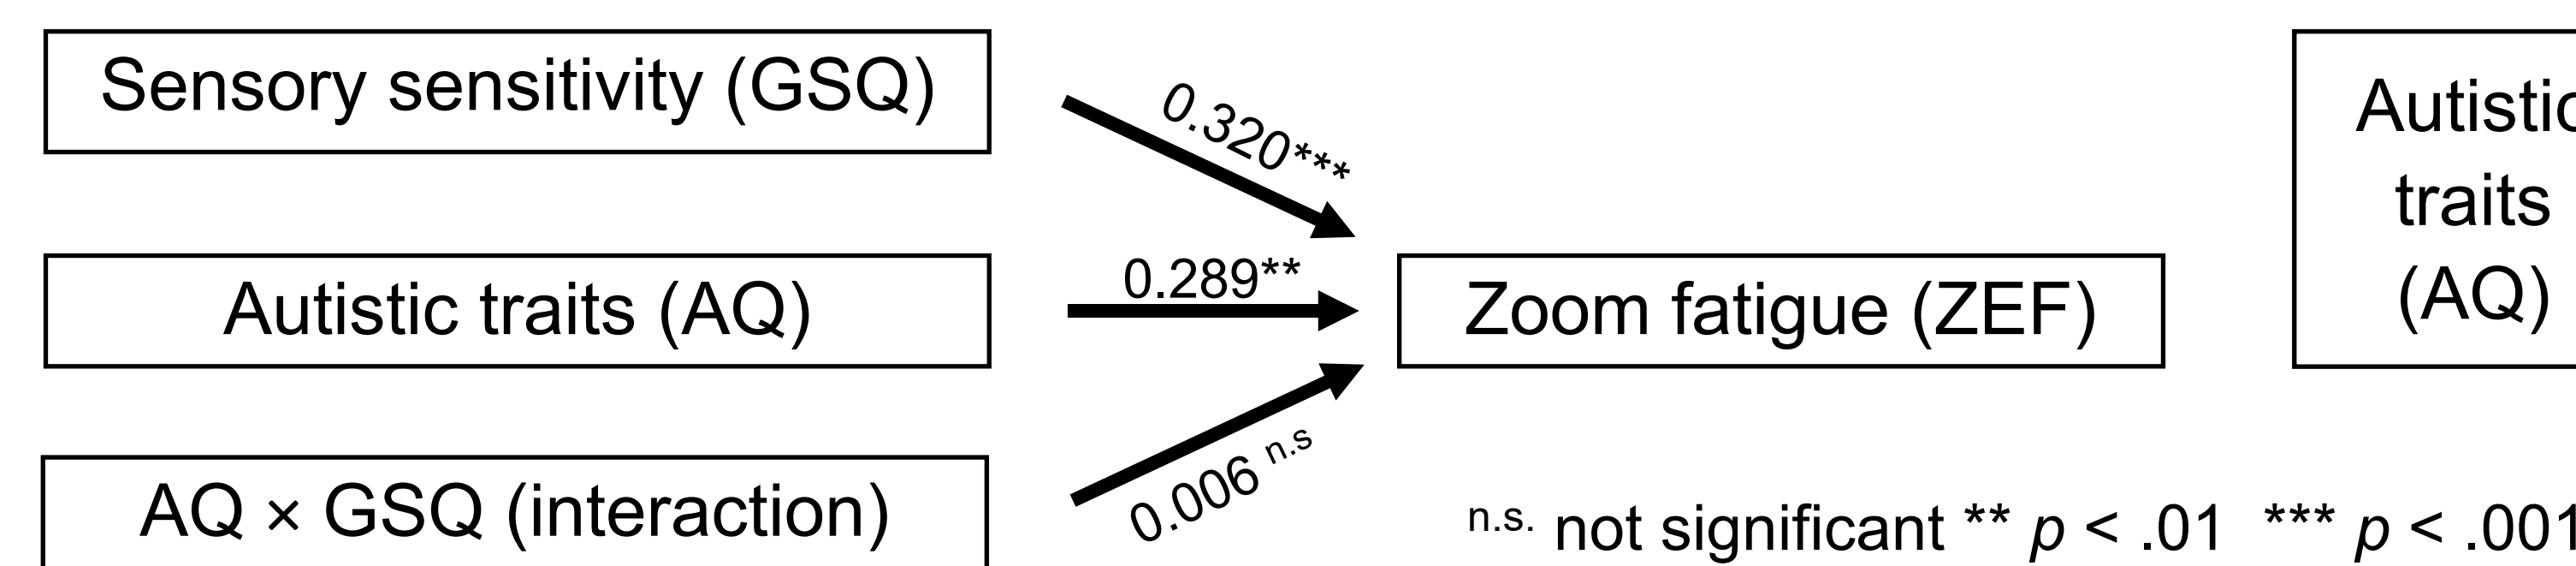 Sensory sensitivity (GSQ)
0.320***
Autistic traits (AQ)
0.289**
Zoom fatigue (ZEF)
AQ × GSQ (interaction)
0.006 n.s
Autistic
traits
(AQ)
n.s. not significant ** p < .01 *** p < .001